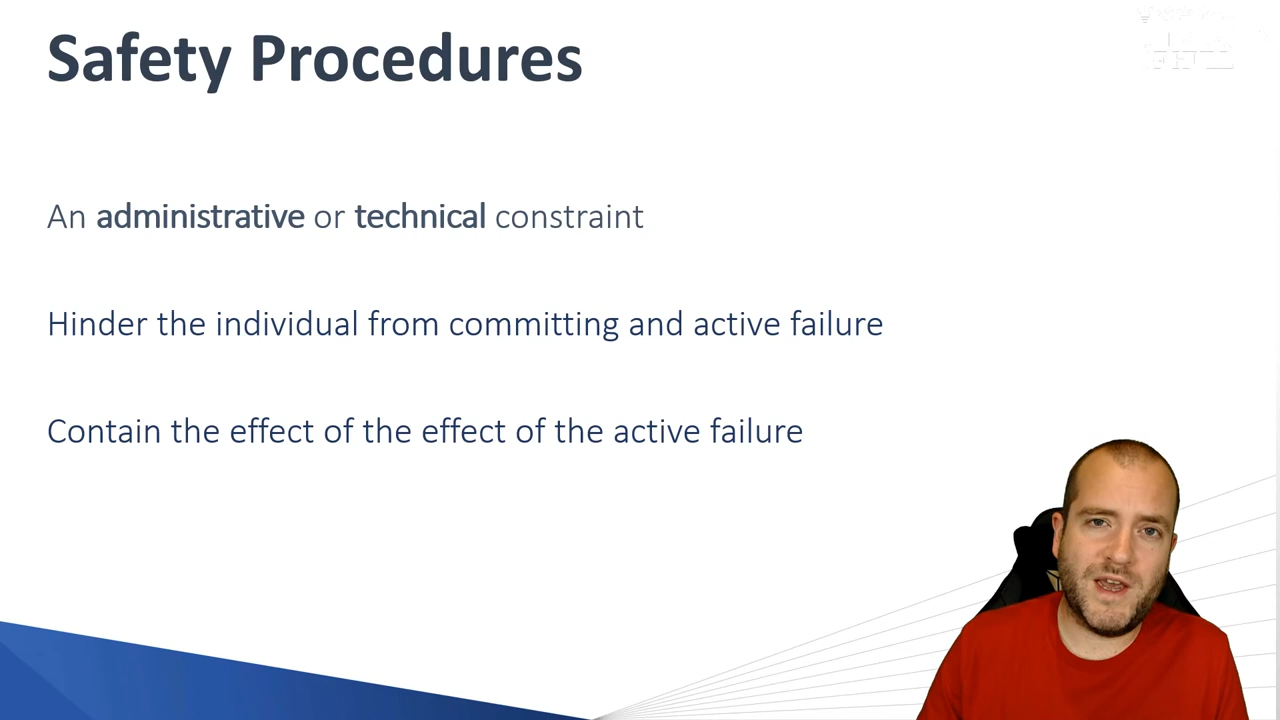 Safety Procedures
An administrative or technical constraint
Hinder the individual from committing and active failure
Contain the effect of the effect of the active failure